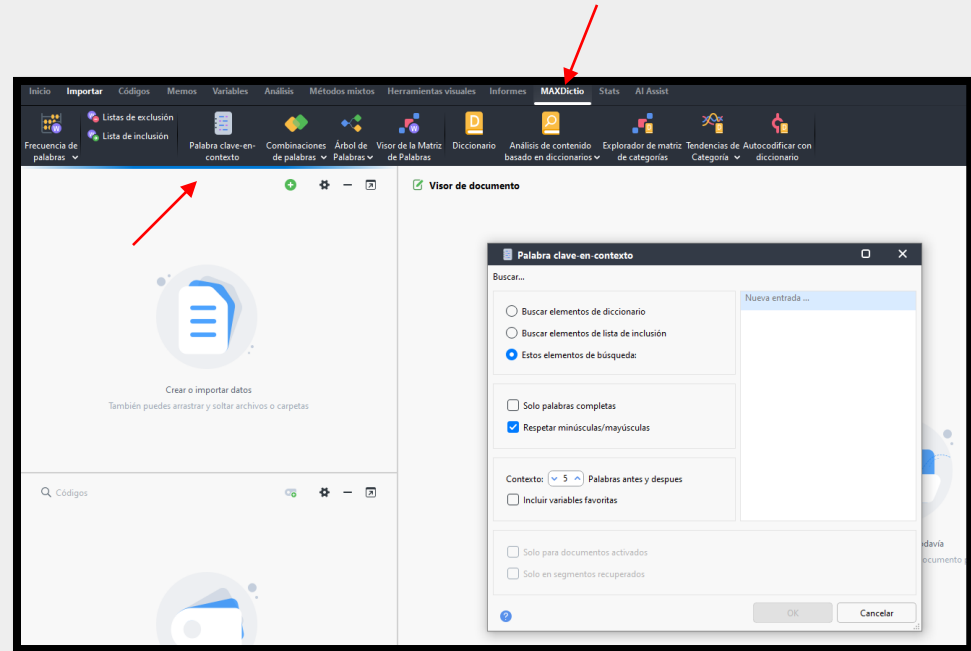 Inicio Importar Códigos Memos Variables Análisis Métodos mixtos Herramientas visuales Informes MAXDictio Stats AI Assist
Frecuencia de palabras
Listas de exclusión
Lista de inclusión
Palabra clave-en-contexto
Combinaciones de palabras
Árbol de Palabras
Visor de la Matriz de Palabras
Diccionario
Análisis de contenido basado en diccionarios
Explorador de matriz de categorías
Tendencias de Categoría
Autocodificar con diccionario
Visor de documento
Crear o importar datos
También puedes arrastrar y soltar archivos o carpetas
Códigos
Palabra clave-en-contexto
Buscar...
Buscar elementos de diccionario
Buscar elementos de lista de inclusión
Estos elementos de búsqueda:
Nueva entrada ...
Solo palabras completas
Respetar minúsculas/mayúsculas
Contexto: 5 Palabras antes y despues
Incluir variables favoritas
Solo para documentos activados
Solo en segmentos recuperados
OK Cancelar